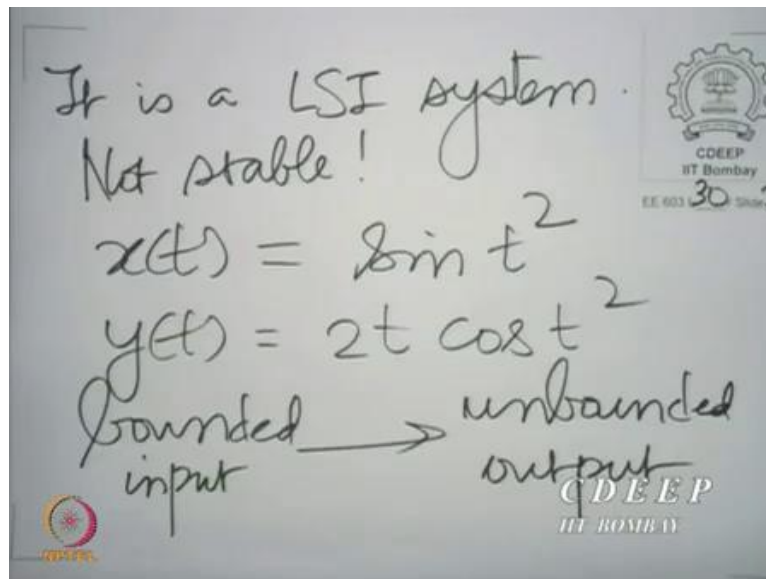 It is a LSI system.
Not stable!
x(t) = sin t²
y(t) = 2t cos t²
bounded → unbounded
input output
CDEEP
IIT Bombay
EE 603 30 Slide
CDEEP
IIT BOMBAY
NPTEL